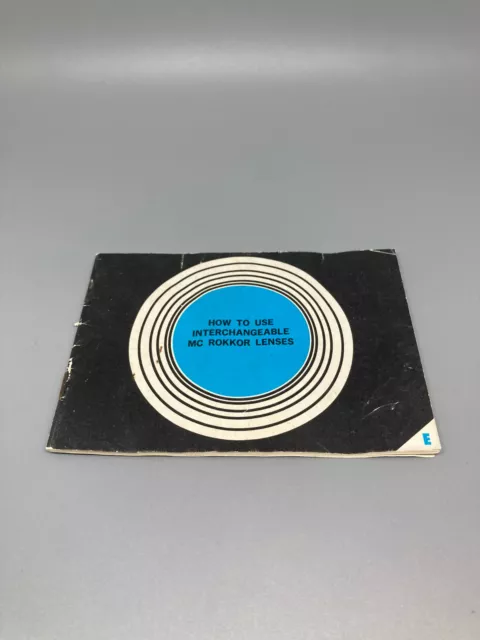 HOW TO USE
INTERCHANGEABLE
MC ROKKOR LENSES
E